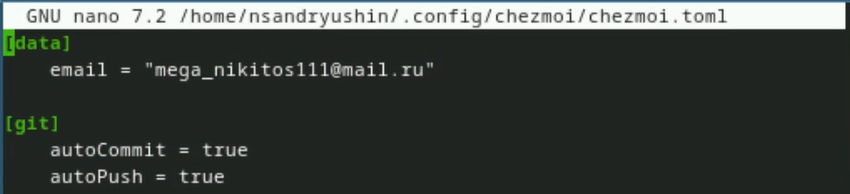 GNU nano 7.2 /home/nsandryushin/.config/chezmoi/chezmoi.toml
[data]
    email = "mega_nikitos111@mail.ru"

[git]
    autoCommit = true
    autoPush = true